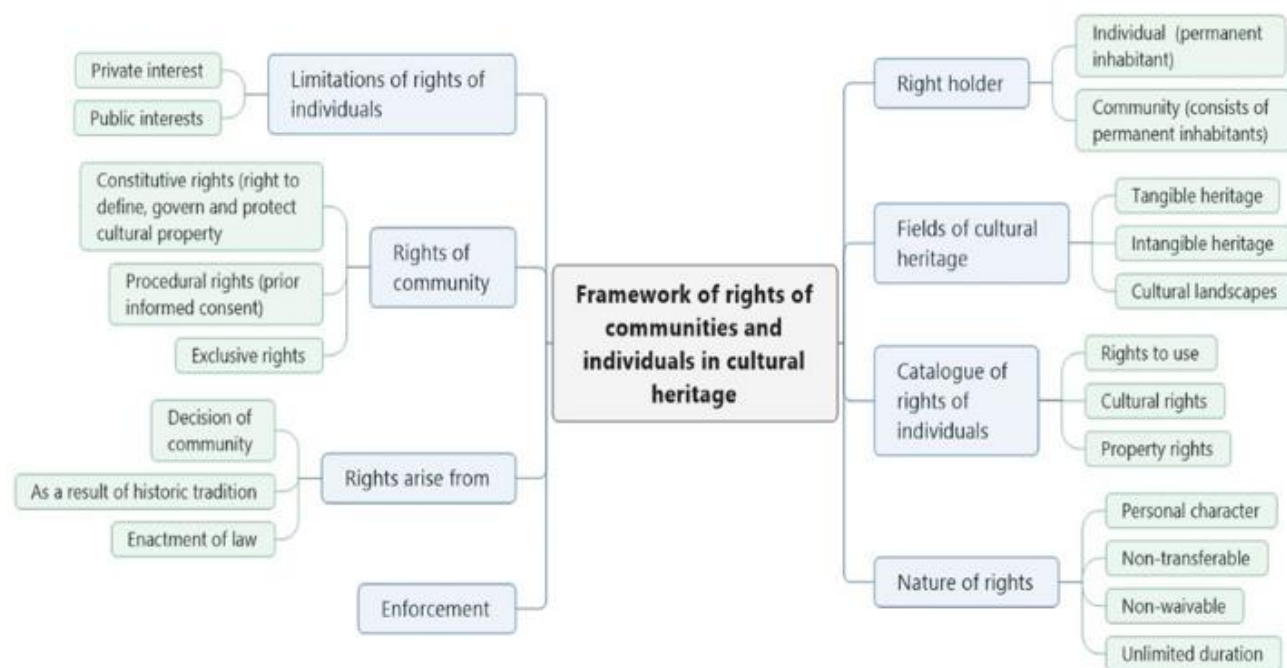 Framework of rights of
communities and
individuals in cultural
heritage
Limitations of rights of
individuals
Private interest
Public interests
Rights of
community
Constitutive rights (right to
define, govern and protect
cultural property
Procedural rights (prior
informed consent)
Exclusive rights
Rights arise from
Decision of
community
As a result of historic tradition
Enactment of law
Enforcement
Right holder
Individual (permanent
inhabitant)
Community (consists of
permanent inhabitants)
Fields of cultural
heritage
Tangible heritage
Intangible heritage
Cultural landscapes
Catalogue of
rights of
individuals
Rights to use
Cultural rights
Property rights
Nature of rights
Personal character
Non-transferable
Non-waivable
Unlimited duration